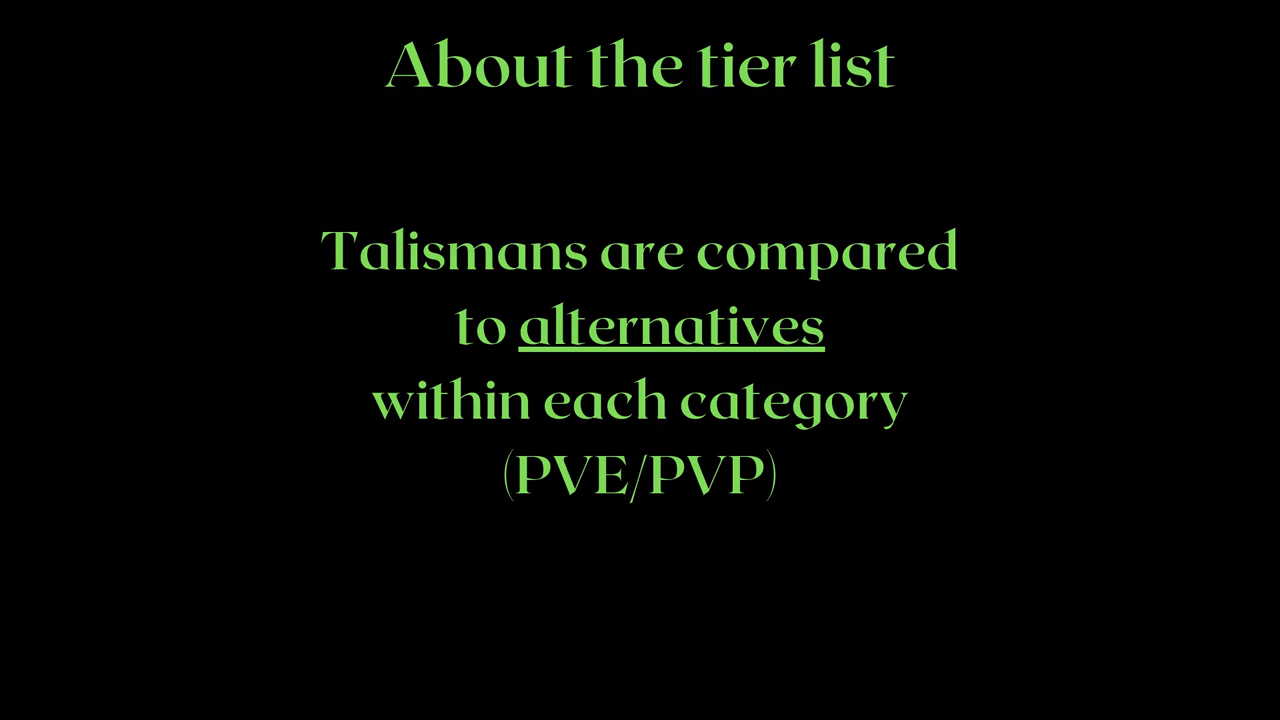 About the tier list
Talismans are compared
to alternatives
within each category
(PVE/PVP)